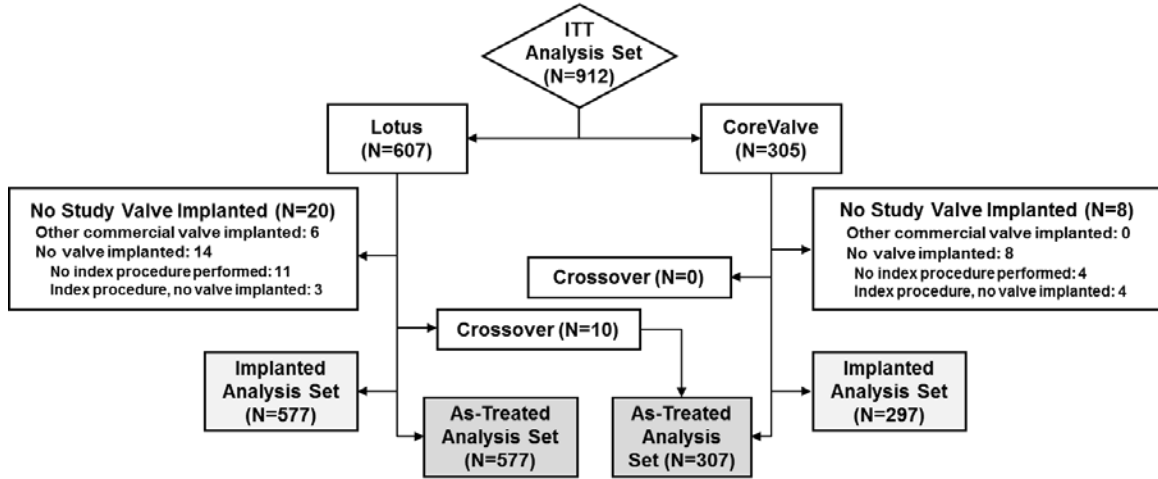 ITT
Analysis Set
(N=912)
Lotus
(N=607)
CoreValve
(N=305)
No Study Valve Implanted (N=20)
Other commercial valve implanted: 6
No valve implanted: 14
No index procedure performed: 11
Index procedure, no valve implanted: 3
No Study Valve Implanted (N=8)
Other commercial valve implanted: 0
No valve implanted: 8
No index procedure performed: 4
Index procedure, no valve implanted: 4
Crossover (N=0)
Crossover (N=10)
Implanted
Analysis Set
(N=577)
As-Treated
Analysis Set
(N=577)
As-Treated
Analysis
Set (N=307)
Implanted
Analysis Set
(N=297)